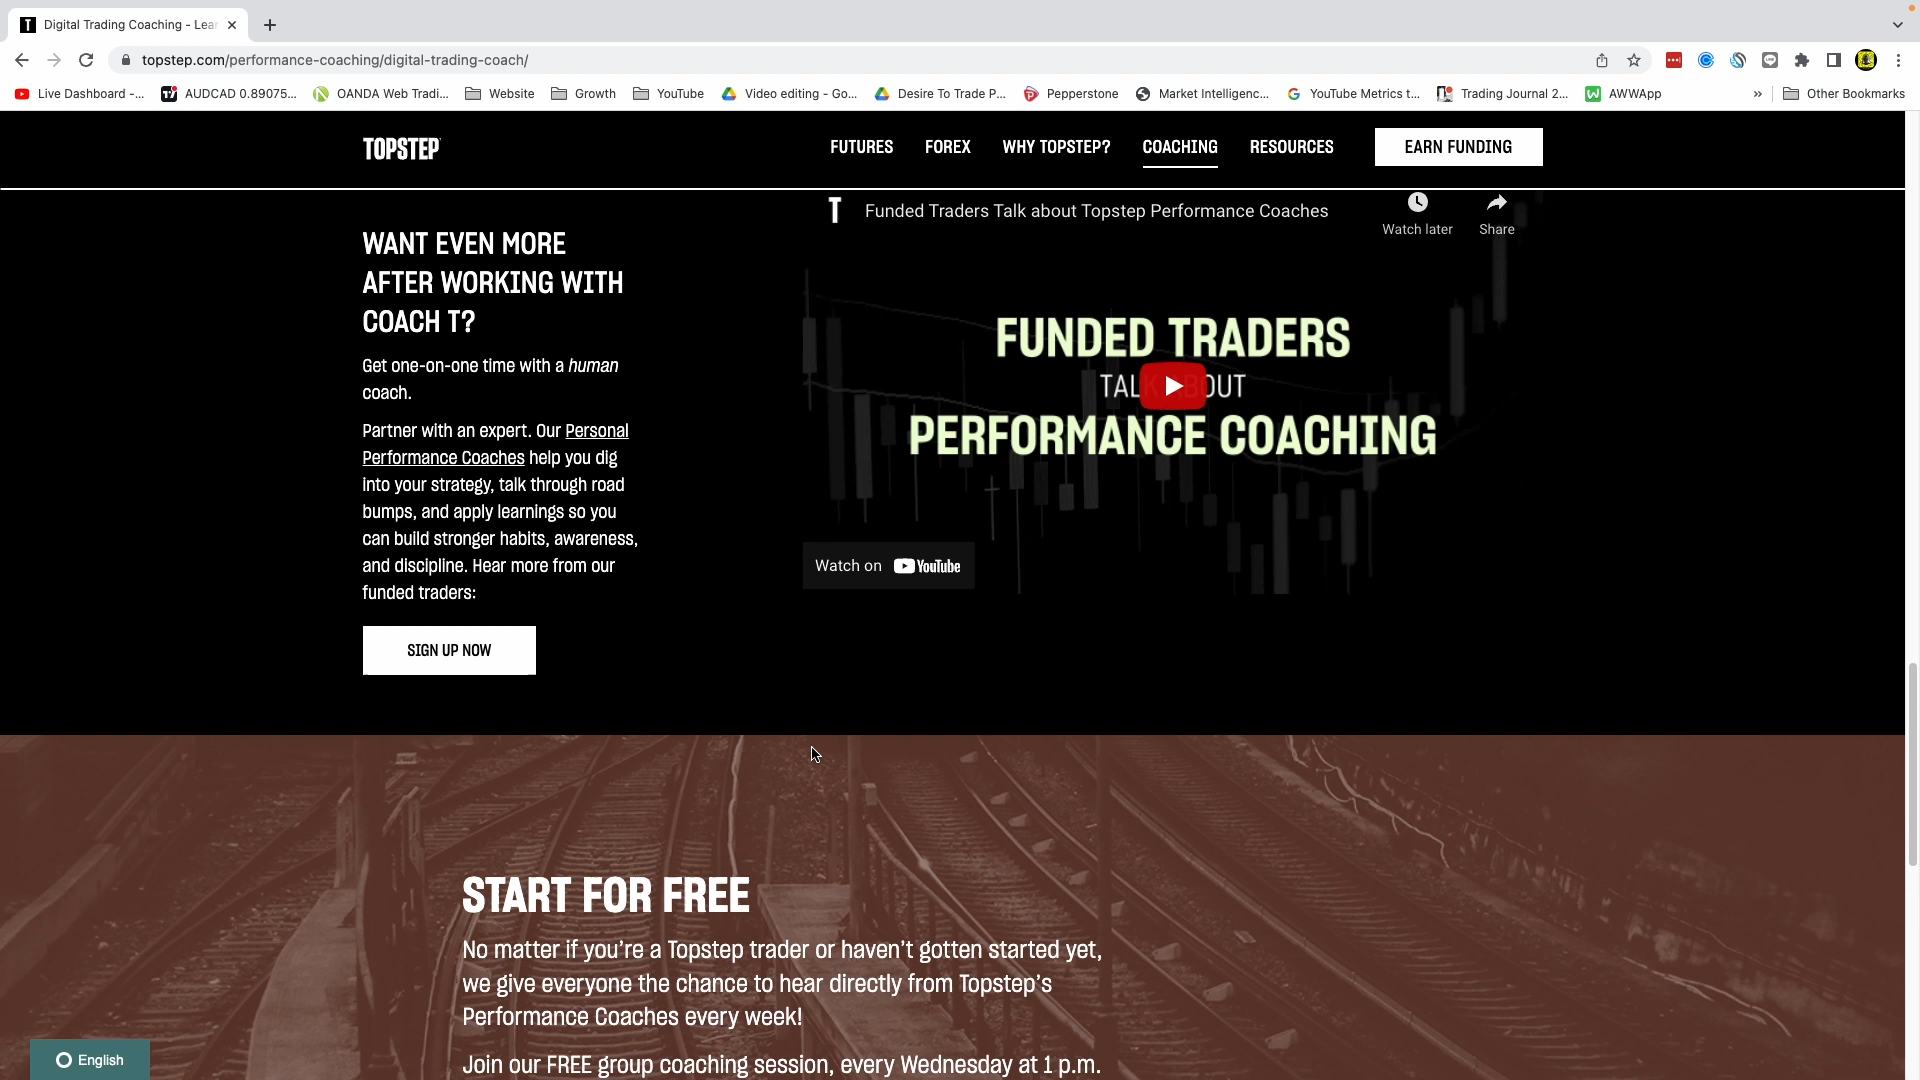 Digital Trading Coaching - Lear
topstep.com/performance-coaching/digital-trading-coach/
Live Dashboard -...
AUDCAD 0.89075...
OANDA Web Tradi...
Website
Growth
YouTube
Video editing - Go...
Desire To Trade P...
Pepperstone
Market Intelligenc...
YouTube Metrics t...
Trading Journal 2...
AWWApp
»
Other Bookmarks
TOPSTEP
FUTURES
FOREX
WHY TOPSTEP?
COACHING
RESOURCES
EARN FUNDING
WANT EVEN MORE
AFTER WORKING WITH
COACH T?
Get one-on-one time with a human
coach.
Partner with an expert. Our Personal
Performance Coaches help you dig
into your strategy, talk through road
bumps, and apply learnings so you
can build stronger habits, awareness,
and discipline. Hear more from our
funded traders:
SIGN UP NOW
T Funded Traders Talk about Topstep Performance Coaches
Watch later
Share
FUNDED TRADERS
PERFORMANCE COACHING
Watch on YouTube
START FOR FREE
No matter if you’re a Topstep trader or haven’t gotten started yet,
we give everyone the chance to hear directly from Topstep’s
Performance Coaches every week!
Join our FREE group coaching session, every Wednesday at 1 p.m.
English